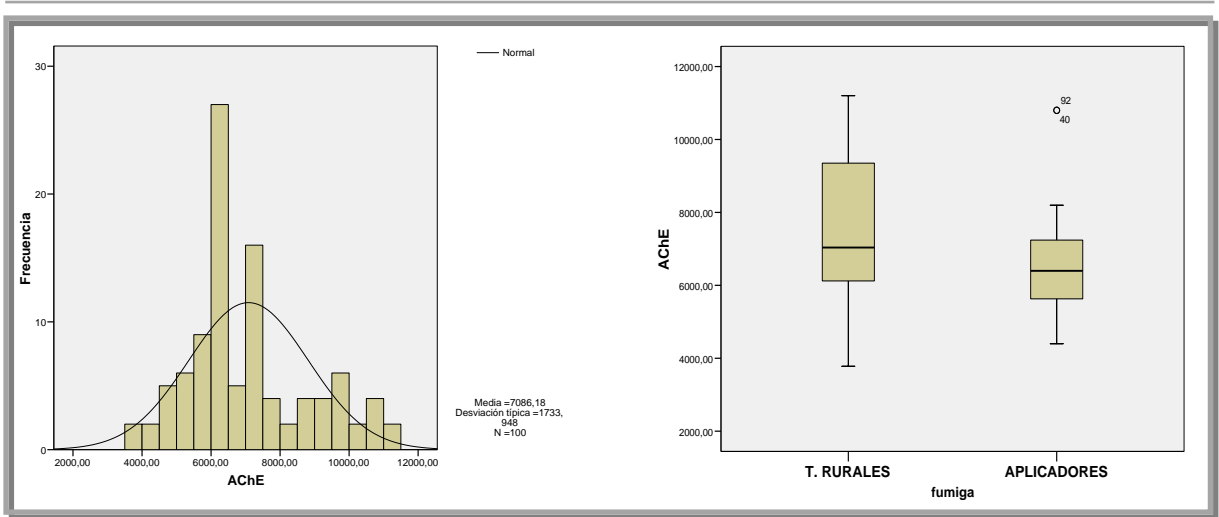 30
20
10
0
Frecuencia
2000,00 4000,00 6000,00 8000,00 10000,00 12000,00
AChE
Normal
Media =7086,18
Desviación típica =1733,
948
N =100
12000,00
10000,00
8000,00
6000,00
4000,00
2000,00
AChE
92
40
T. RURALES APLICADORES
fumiga